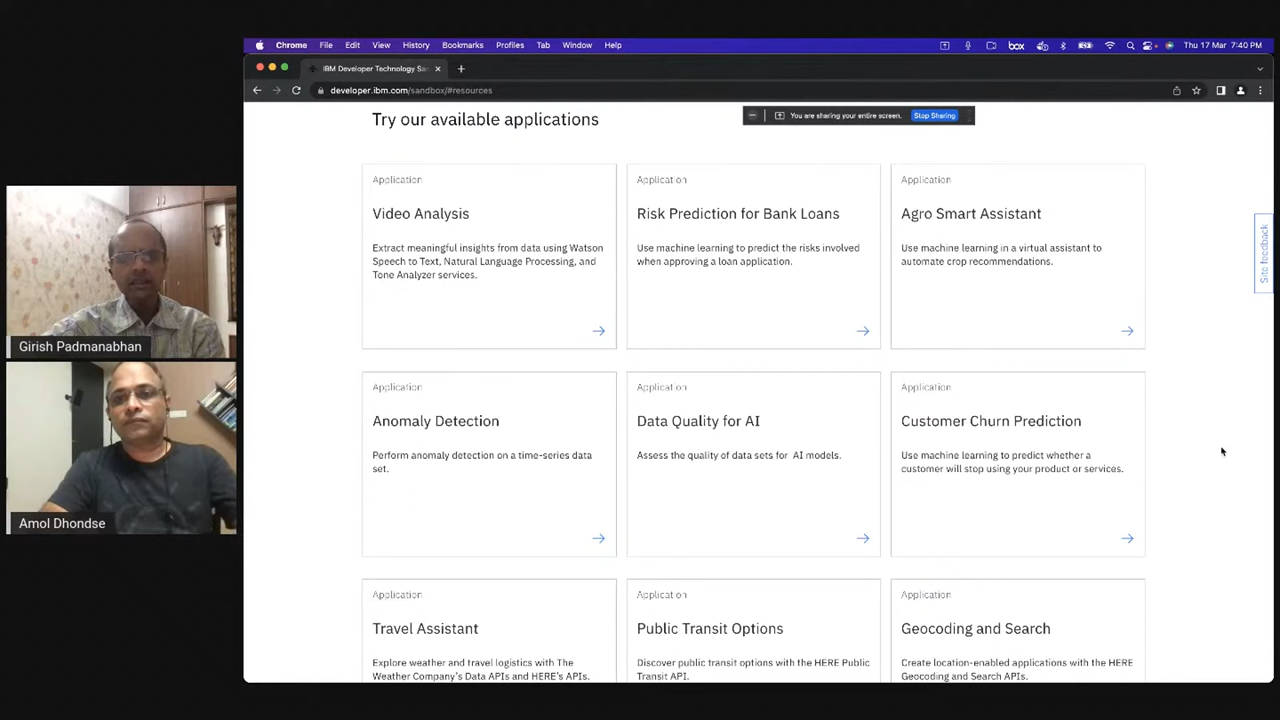 Chrome File Edit View History Bookmarks Profiles Tab Window Help
box
Thu 17 Mar 7:40 PM
IBM Developer Technology Sa
developer.ibm.com/sandbox/#resources
You are sharing your entire screen. Stop Sharing
Try our available applications
Application
Video Analysis
Extract meaningful insights from data using Watson
Speech to Text, Natural Language Processing, and
Tone Analyzer services.
Application
Risk Prediction for Bank Loans
Use machine learning to predict the risks involved
when approving a loan application.
Application
Agro Smart Assistant
Use machine learning in a virtual assistant to
automate crop recommendations.
Site feedback
Application
Anomaly Detection
Perform anomaly detection on a time-series data
set.
Application
Data Quality for AI
Assess the quality of data sets for AI models.
Application
Customer Churn Prediction
Use machine learning to predict whether a
customer will stop using your product or services.
Application
Travel Assistant
Explore weather and travel logistics with The
Weather Company's Data APIs and HERE's APIs.
Application
Public Transit Options
Discover public transit options with the HERE Public
Transit API.
Application
Geocoding and Search
Create location-enabled applications with the HERE
Geocoding and Search APIs.
Girish Padmanabhan
Amol Dhondse